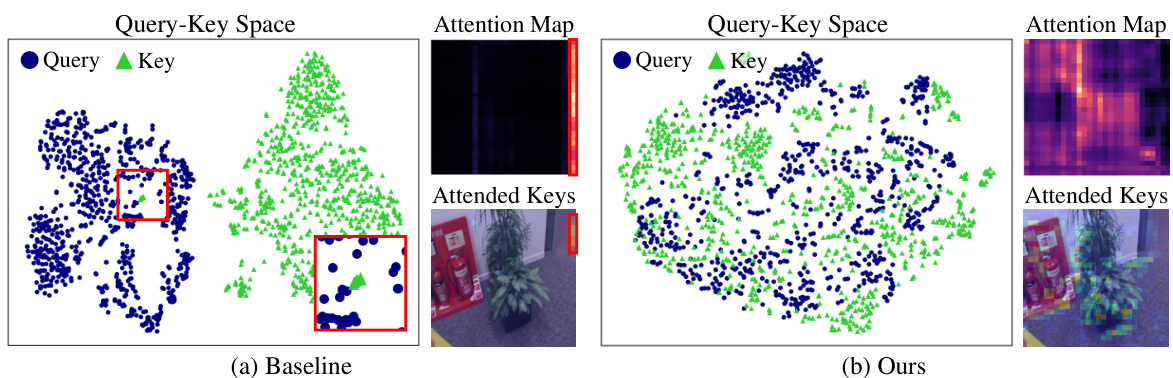 Query-Key Space
Query
Key
Attention Map
Attended Keys
(a) Baseline
Query-Key Space
Query
Key
Attention Map
Attended Keys
(b) Ours